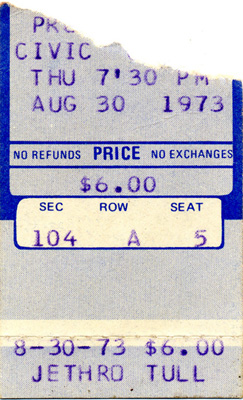 CIVIC
THU 7'30 PM
AUG 30 1973
NO REFUNDS PRICE NO EXCHANGES
$6.00
SEC ROW SEAT
104 A 5
8-30-73 $6.00
JETHRO TULL